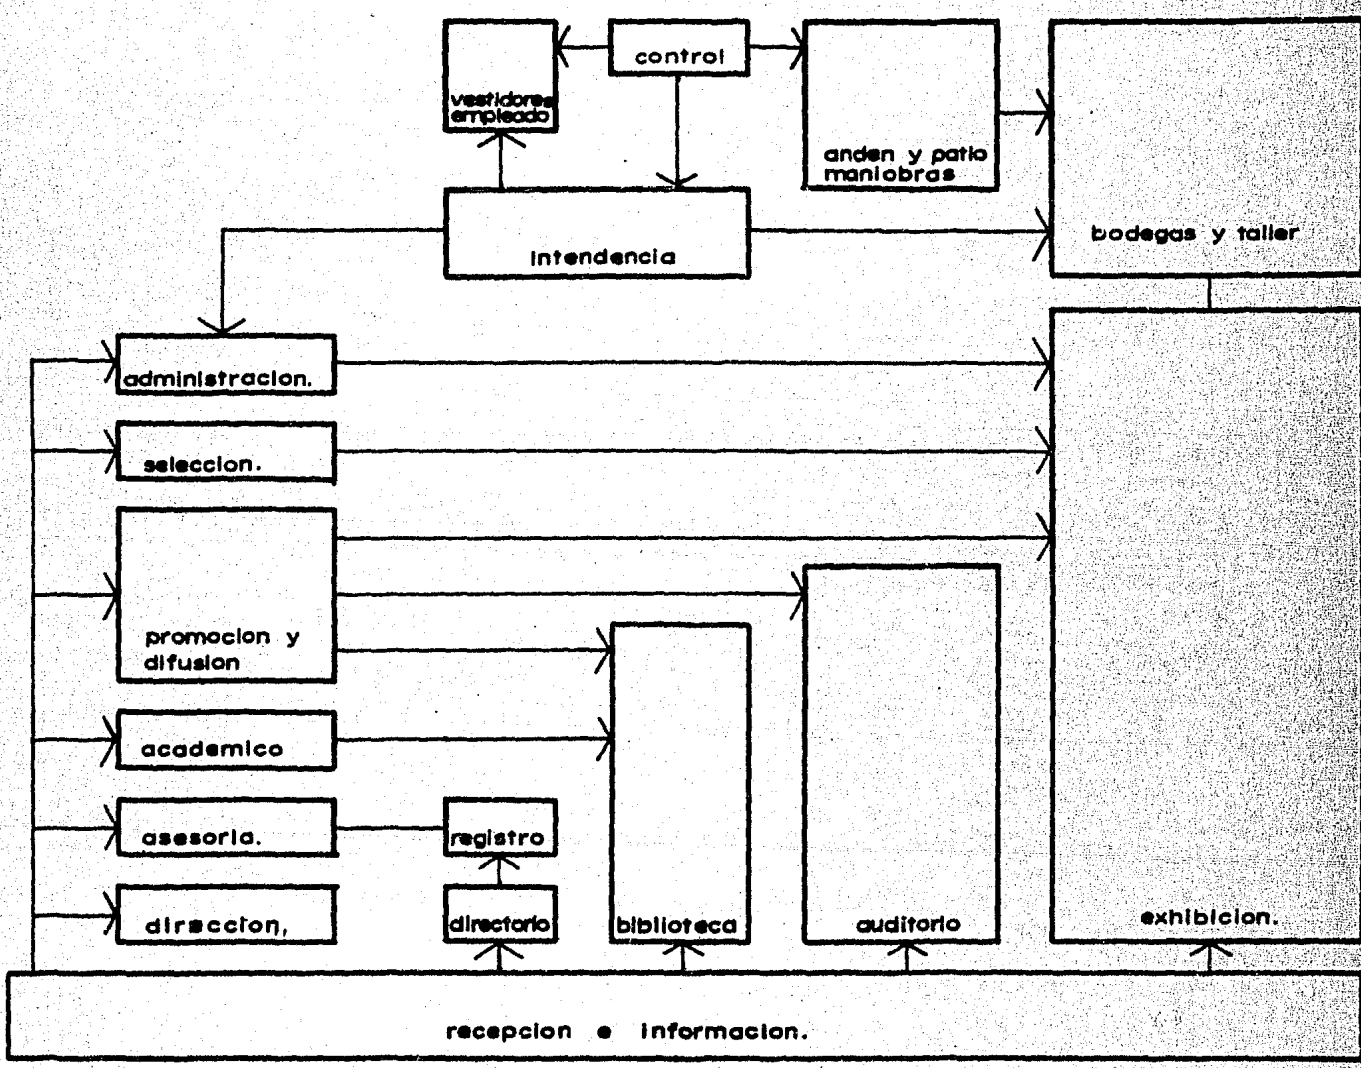 control
vestidores
empleado
anden y patio
maniobras
bodegas y taller
intendencia
administracion.
seleccion.
promocion y
difusion
academico
asesoria.
registro
direccion,
directorio
biblioteca
auditorio
exhibicion.
recepcion e informacion.